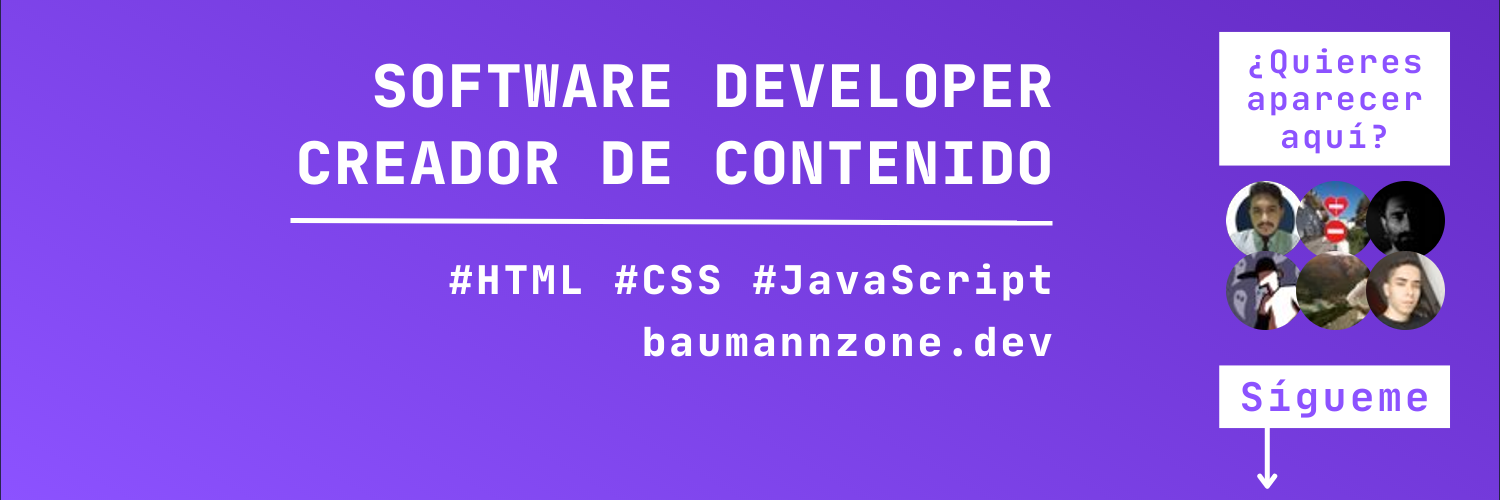 SOFTWARE DEVELOPER
CREADOR DE CONTENIDO
#HTML #CSS #JavaScript
baumannzone.dev
¿Quieres
aparecer
aquí?
Sígueme